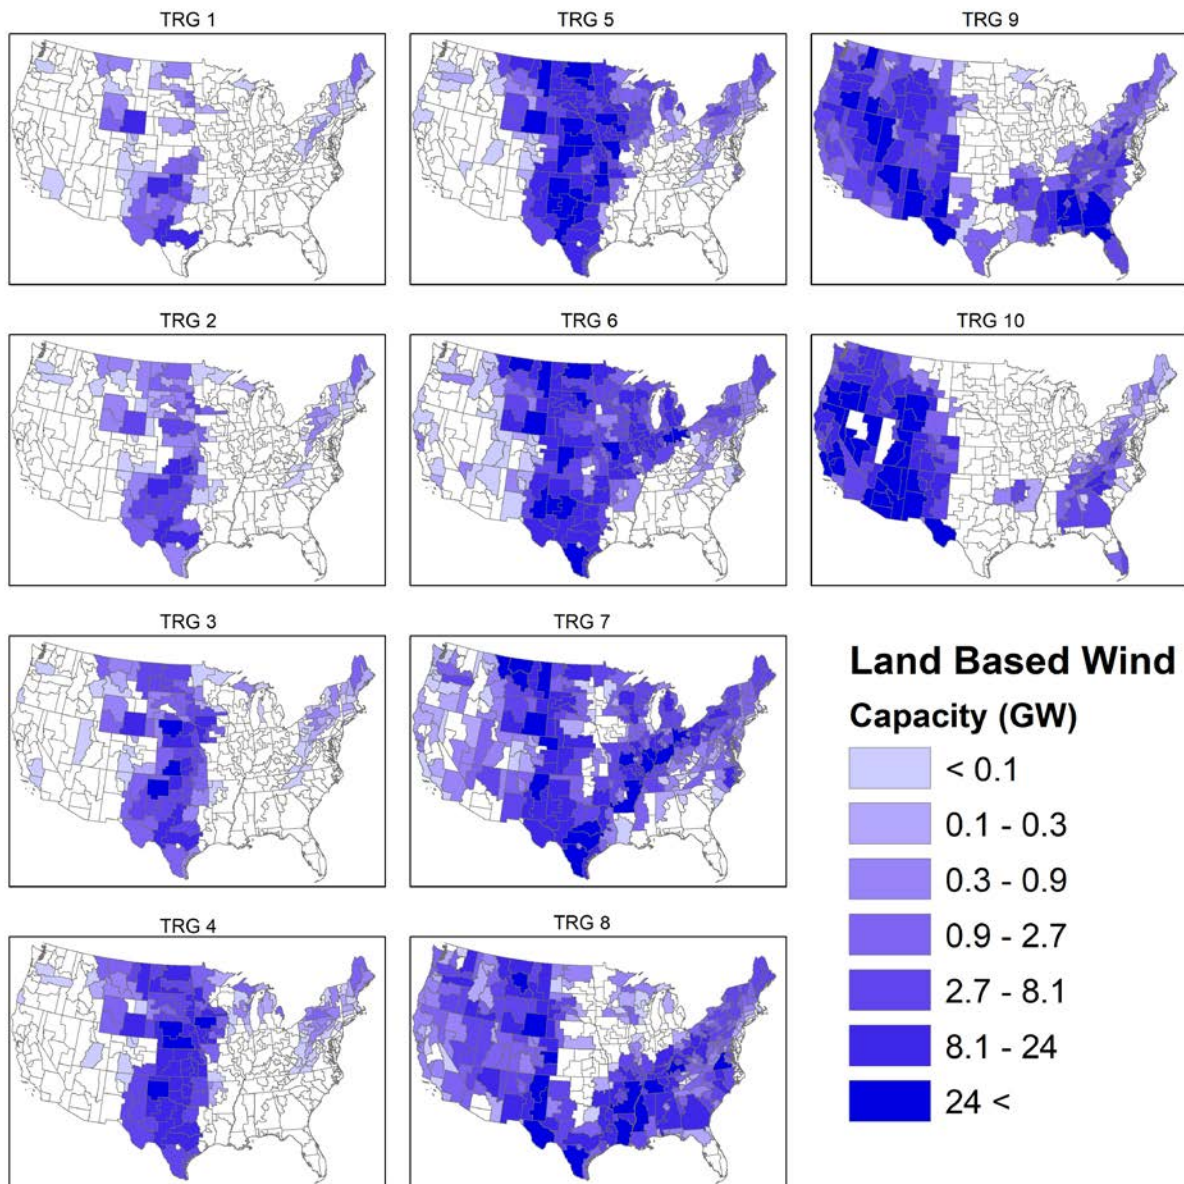 TRG 1
TRG 5
TRG 9
TRG 2
TRG 6
TRG 10
TRG 3
TRG 7
TRG 4
TRG 8
Land Based Wind
Capacity (GW)
< 0.1
0.1 - 0.3
0.3 - 0.9
0.9 - 2.7
2.7 - 8.1
8.1 - 24
24 <